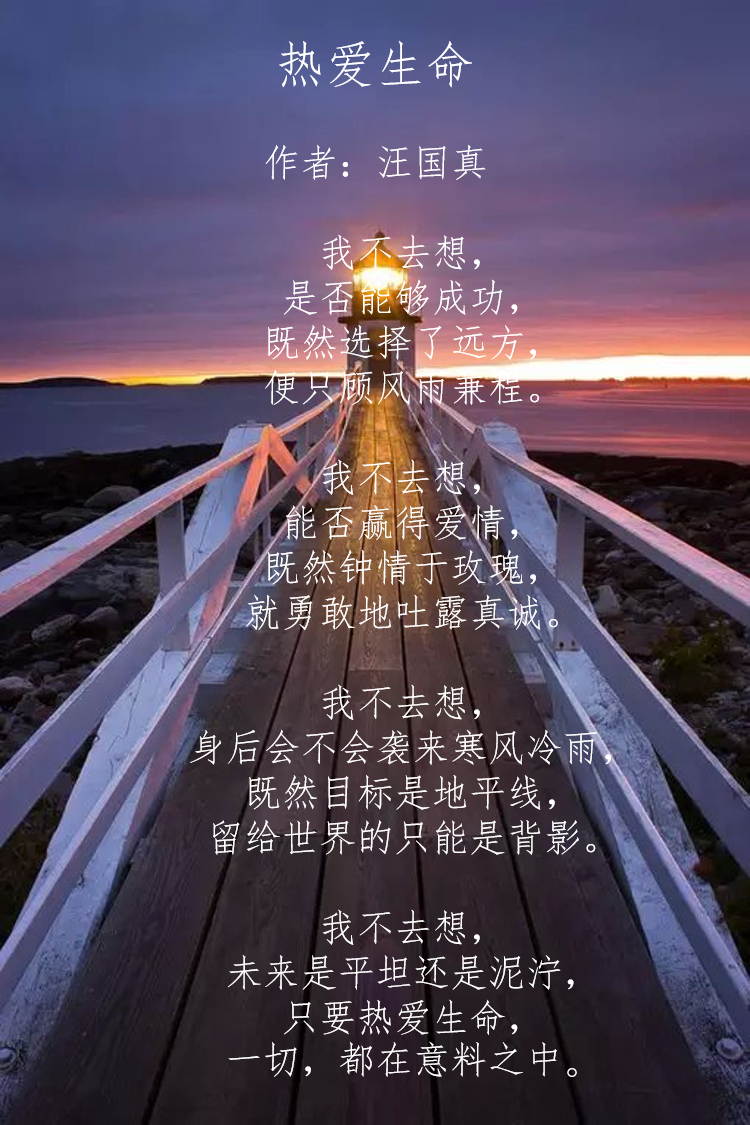 热爱生命
作者：汪国真
我不去想，
是否能够成功，
既然选择了远方，
便只顾风雨兼程。
我不去想，
能否赢得爱情，
既然钟情于玫瑰，
就勇敢地吐露真诚。
我不去想，
身后会不会袭来寒风冷雨，
既然目标是地平线，
留给世界的只能是背影。
我不去想，
未来是平坦还是泥泞，
只要热爱生命，
一切，都在意料之中。